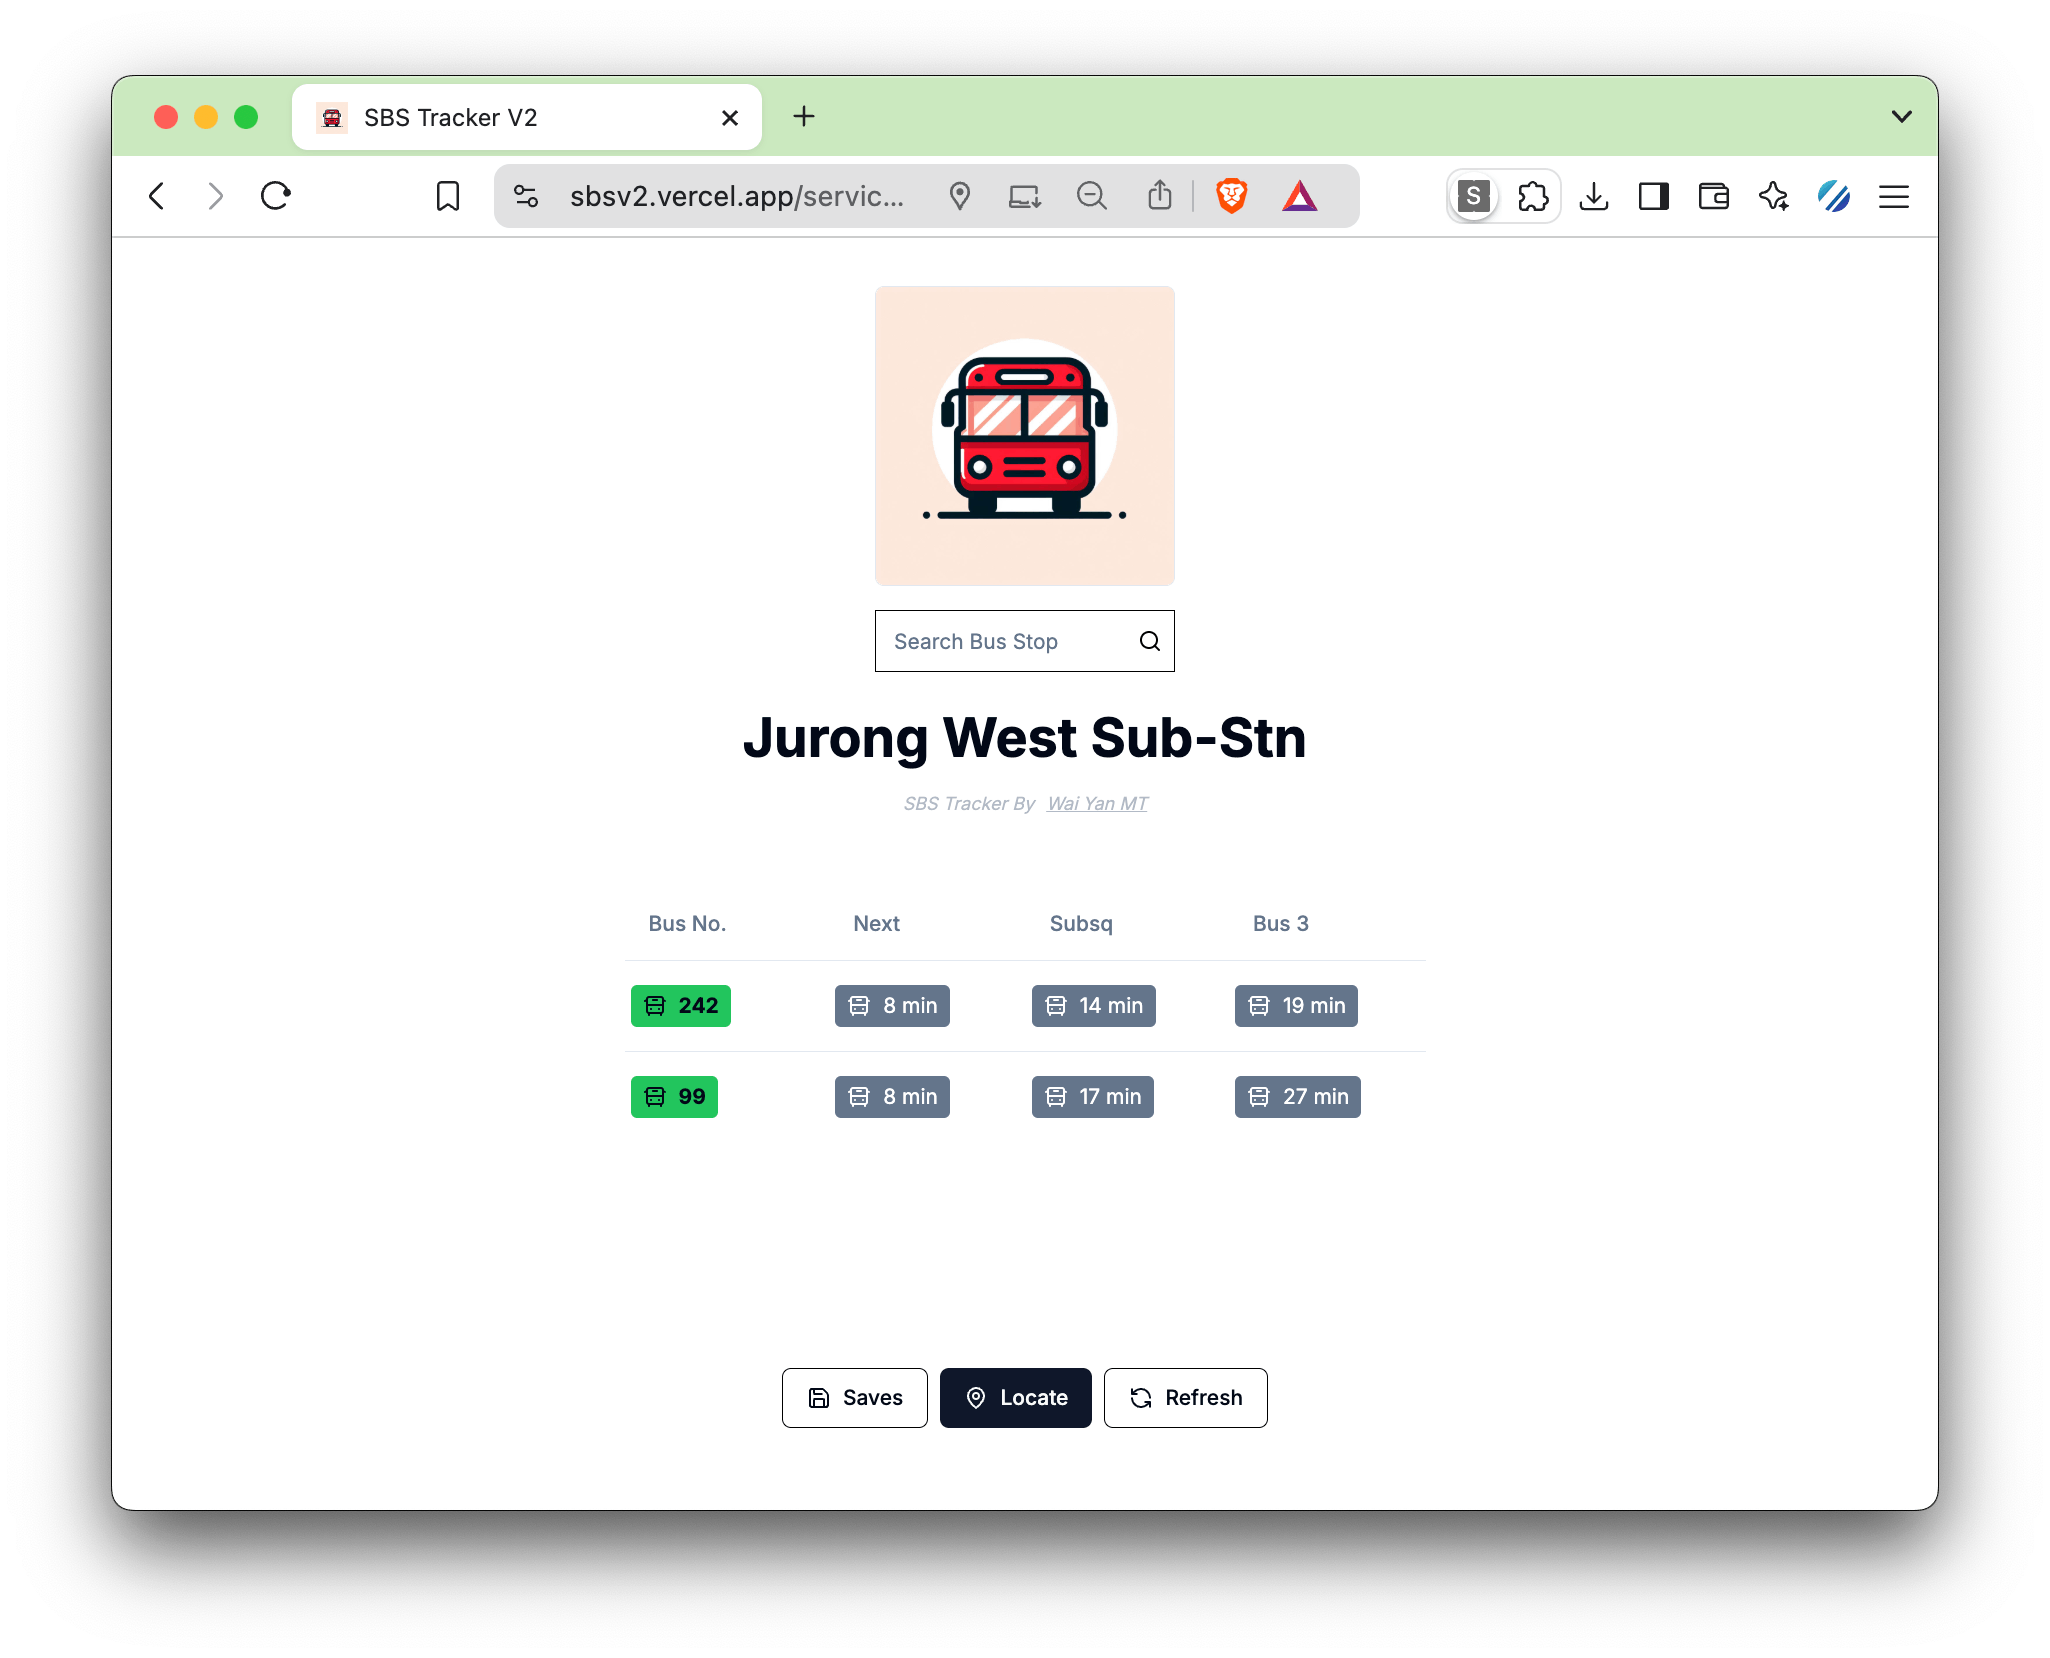 SBS Tracker V2
sbsv2.vercel.app/servic...
S
Search Bus Stop
Jurong West Sub-Stn
SBS Tracker By Wai Yan MT
Bus No. Next Subsq Bus 3
242 8 min 14 min 19 min
99 8 min 17 min 27 min
Saves Locate Refresh